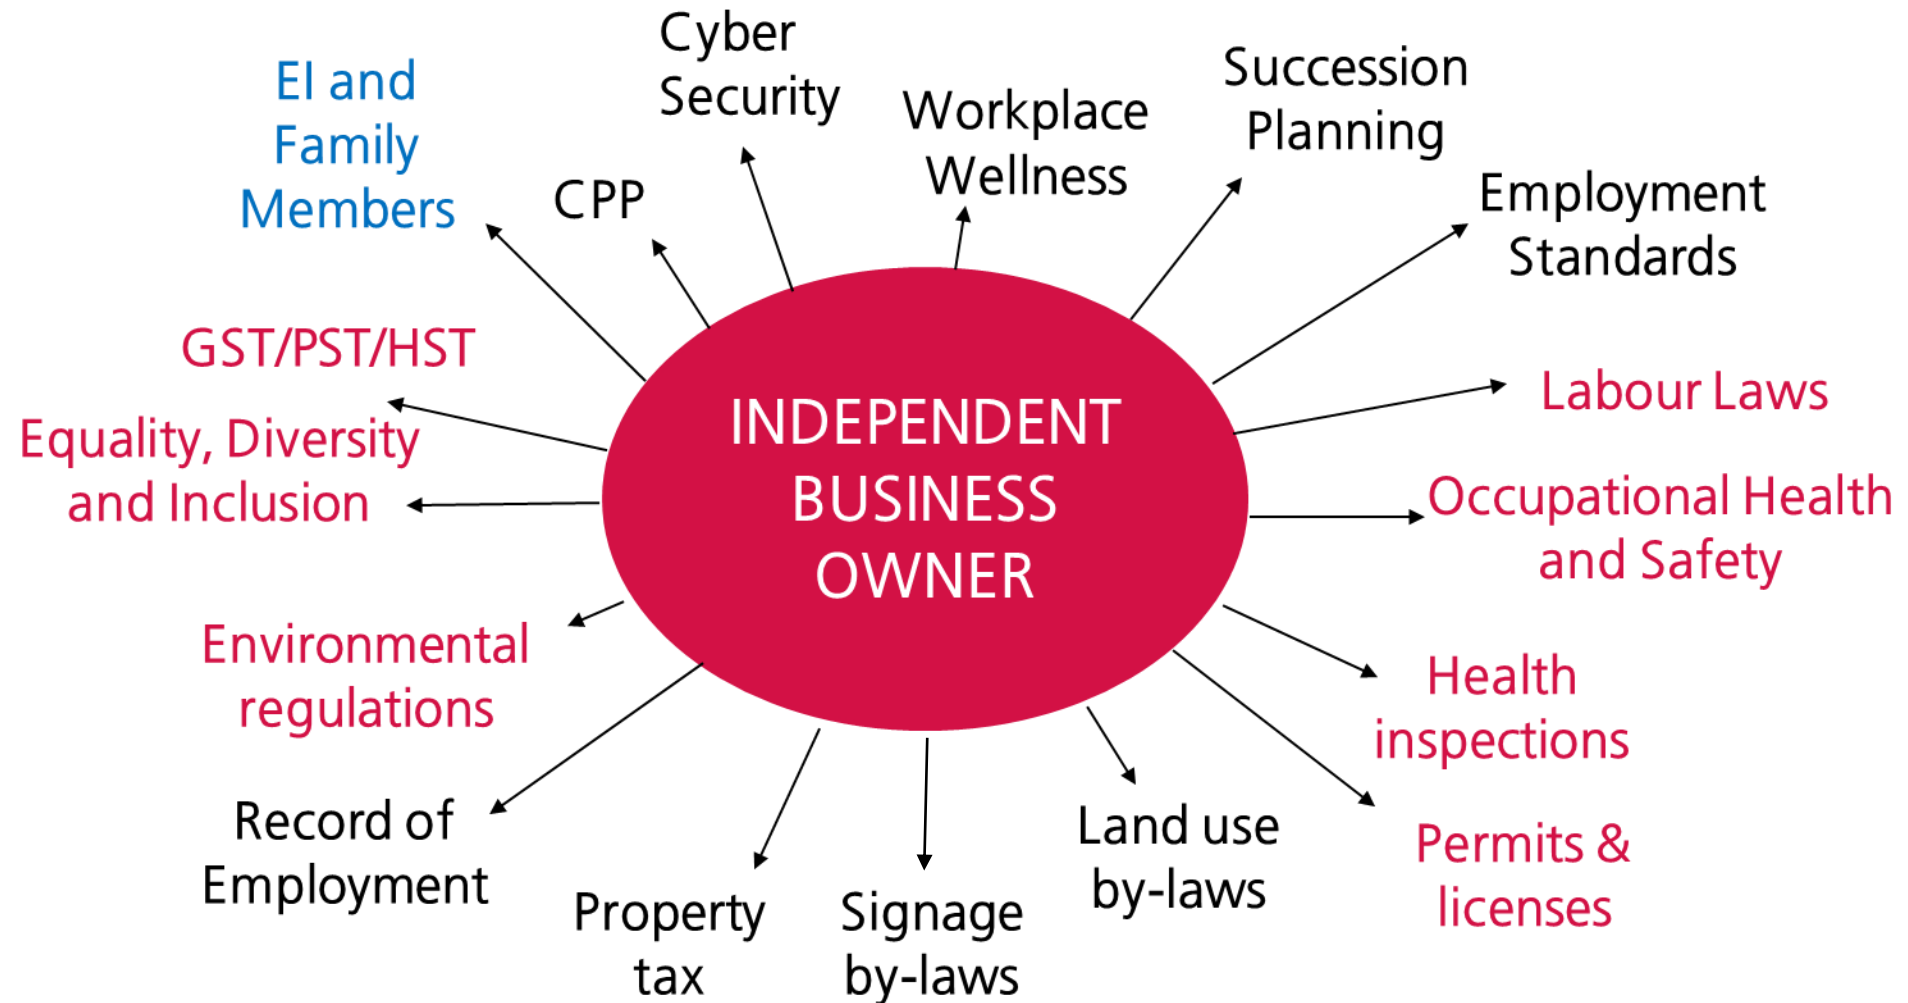 Cyber
Security
EI and
Family
Members
CPP
Workplace
Wellness
Succession
Planning
Employment
Standards
GST/PST/HST
Equality, Diversity
and Inclusion
INDEPENDENT
BUSINESS
OWNER
Labour Laws
Occupational Health
and Safety
Environmental
regulations
Health
inspections
Record of
Employment
Property
tax
Signage
by-laws
Land use
by-laws
Permits &
licenses